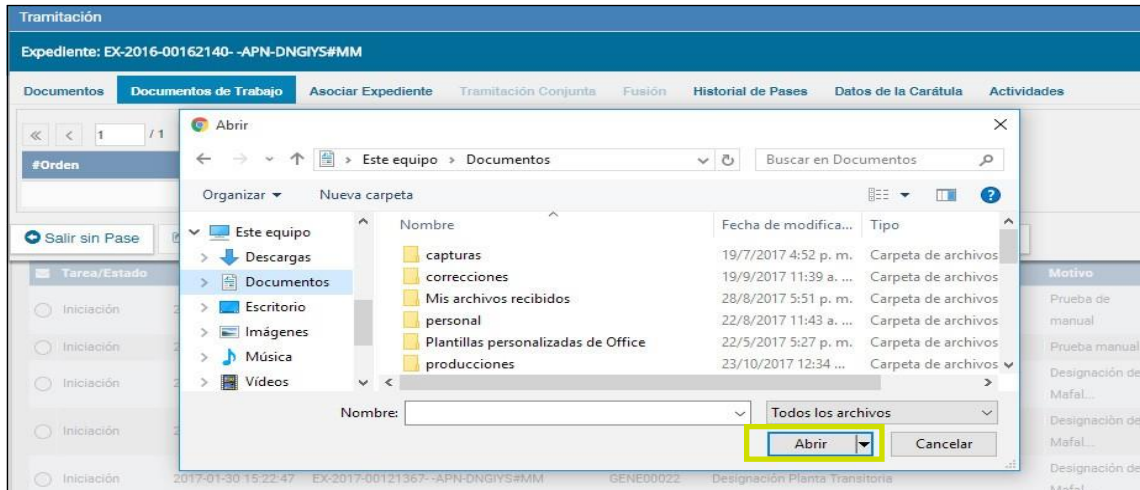 Tramitación
Expediente: EX-2016-00162140- -APN-DNGIYS#MM
Documentos Documentos de Trabajo Asociar Expediente Tramitación Conjunta Fusión Historial de Pases Datos de la Carátula Actividades
1 / 1
#Orden
Salir sin Pase
Abrir
Este equipo > Documentos
Buscar en Documentos
Organizar Nueva carpeta
Este equipo
Descargas
Documentos
Escritorio
Imágenes
Música
Vídeos
Nombre Fecha de modifica... Tipo
capturas 19/7/2017 4:52 p. m. Carpeta de archivos
correcciones 19/9/2017 11:39 a. ... Carpeta de archivos
Mis archivos recibidos 28/8/2017 5:51 p. m. Carpeta de archivos
personal 22/8/2017 11:43 a. ... Carpeta de archivos
Plantillas personalizadas de Office 22/5/2017 5:27 p. m. Carpeta de archivos
producciones 23/10/2017 12:34 ... Carpeta de archivos
Nombre: Todos los archivos
Abrir Cancelar
Tarea/Estado Motivo
Iniciación Prueba de
manual
Iniciación Prueba manual
Iniciación Designación de
Mafal...
Iniciación Designación de
Mafal...
Iniciación 2017-01-30 15:22:47 EX-2017-00121367- -APN-DNGIYS#MM GENE00022 Designación Planta Transitoria Designación de